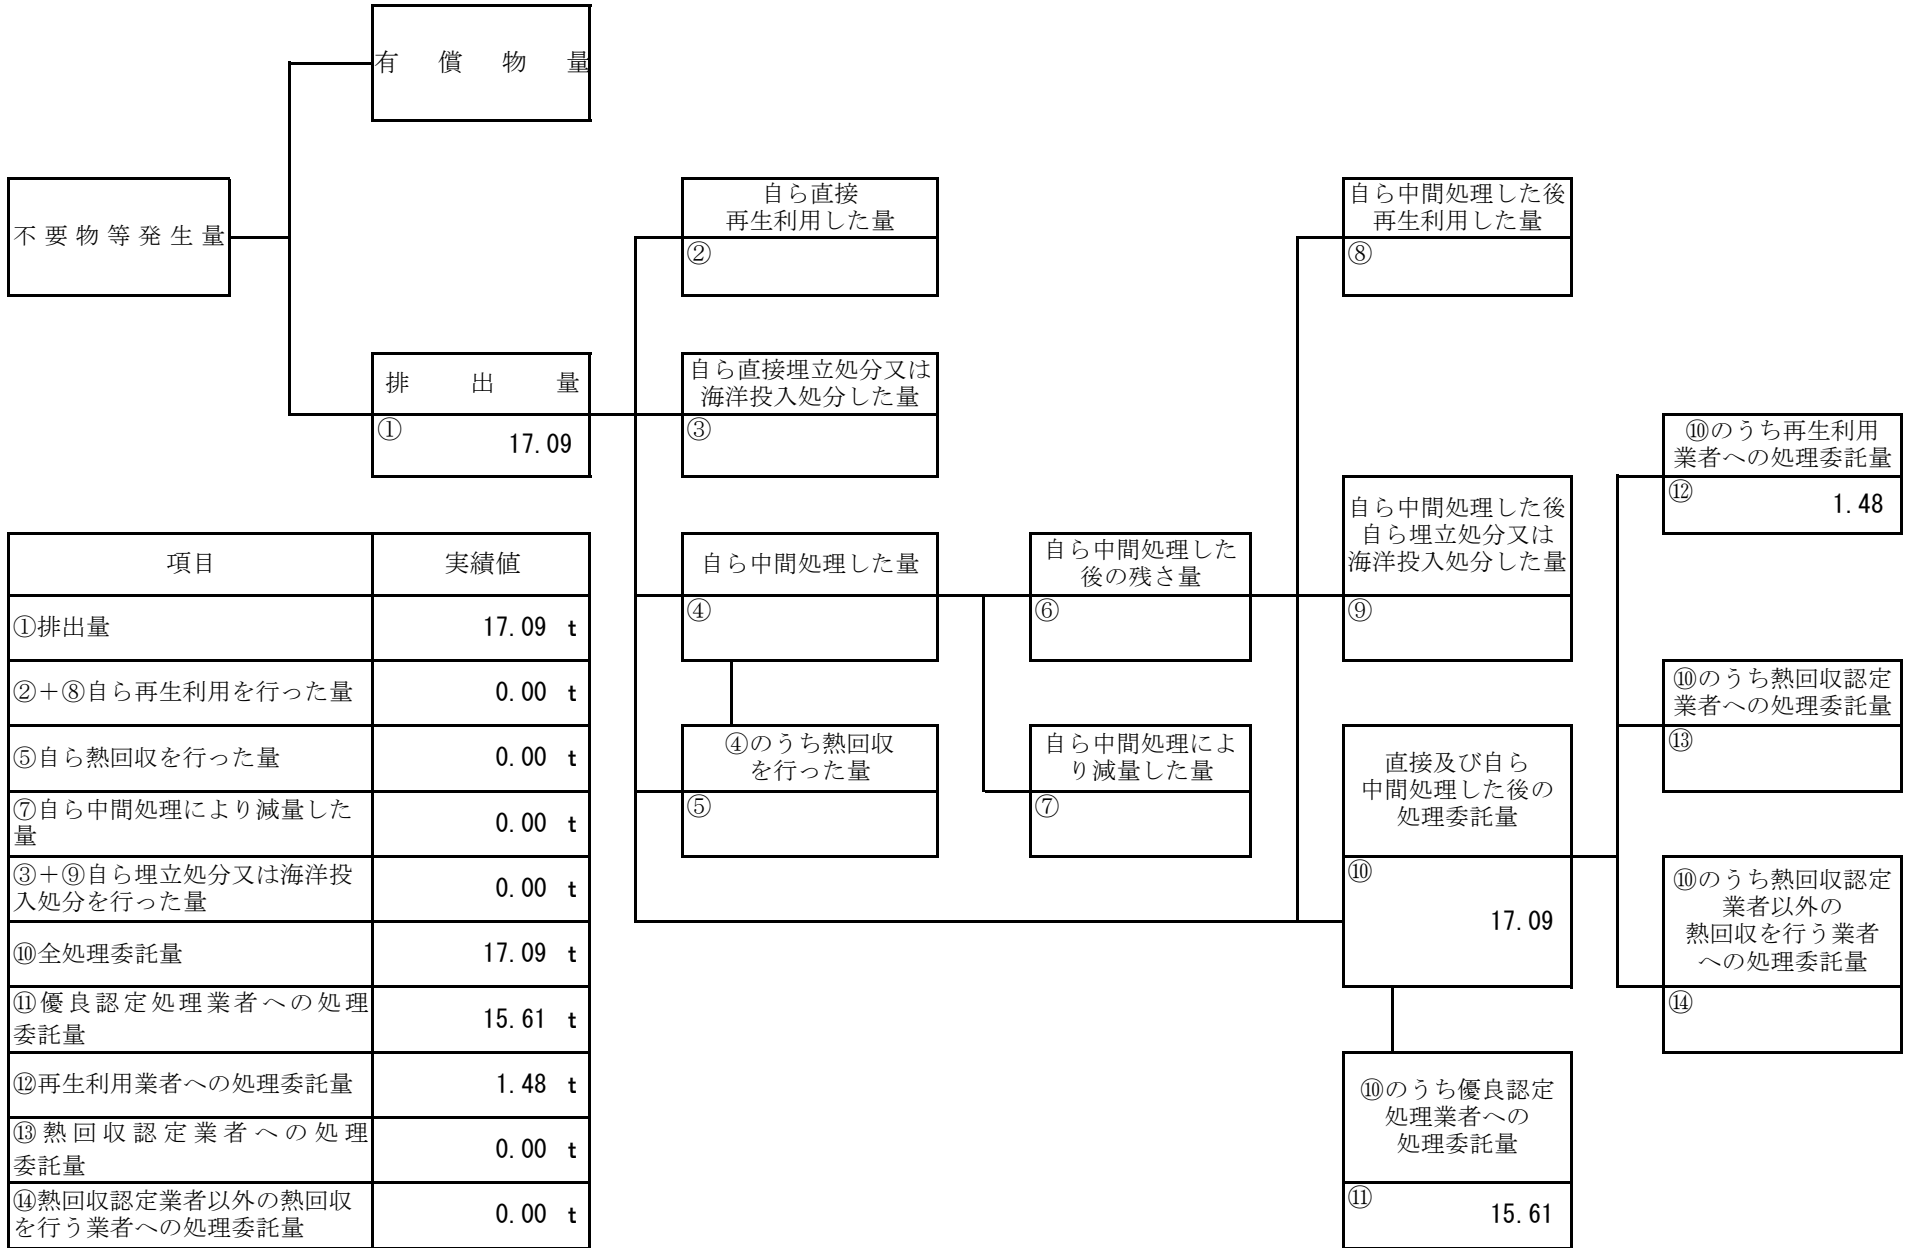 有償物量
不要物等発生量
自ら直接
再生利用した量
②
自ら中間処理した後
再生利用した量
⑧
排出量
①
17.09
自ら直接埋立処分又は
海洋投入処分した量
③
⑩のうち再生利用
業者への処理委託量
⑫
1.48
自ら中間処理した量
④
自ら中間処理した
後の残さ量
⑥
自ら中間処理した後
自ら埋立処分又は
海洋投入処分した量
⑨
⑩のうち熱回収認定
業者への処理委託量
⑬
④のうち熱回収
を行った量
⑤
自ら中間処理によ
り減量した量
⑦
直接及び自ら
中間処理した後の
処理委託量
⑩
17.09
⑩のうち熱回収認定
業者以外の
熱回収を行う業者
への処理委託量
⑭
⑩のうち優良認定
処理業者への
処理委託量
⑪
15.61
項目 実績値
①排出量 17.09 t
②＋⑧自ら再生利用を行った量 0.00 t
⑤自ら熱回収を行った量 0.00 t
⑦自ら中間処理により減量した
量 0.00 t
③＋⑨自ら埋立処分又は海洋投
入処分を行った量 0.00 t
⑩全処理委託量 17.09 t
⑪優良認定処理業者への処理
委託量 15.61 t
⑫再生利用業者への処理委託量 1.48 t
⑬熱回収認定業者への処理
委託量 0.00 t
⑭熱回収認定業者以外の熱回収
を行う業者への処理委託量 0.00 t